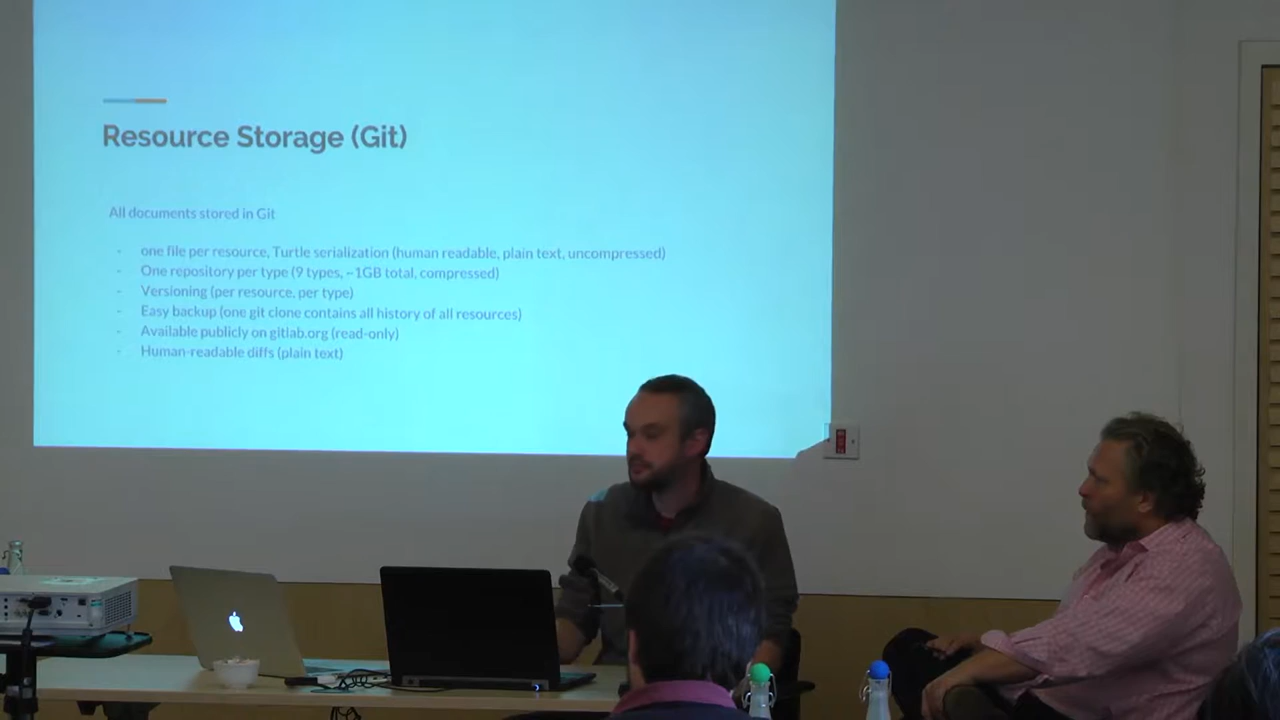 Resource Storage (Git)
All documents stored in Git
- one file per resource, Turtle serialization (human readable, plain text, uncompressed)
- One repository per type (9 types, ~1GB total, compressed)
- Versioning (per resource, per type)
- Easy backup (one git clone contains all history of all resources)
- Available publicly on gitlab.org (read-only)
- Human-readable diffs (plain text)